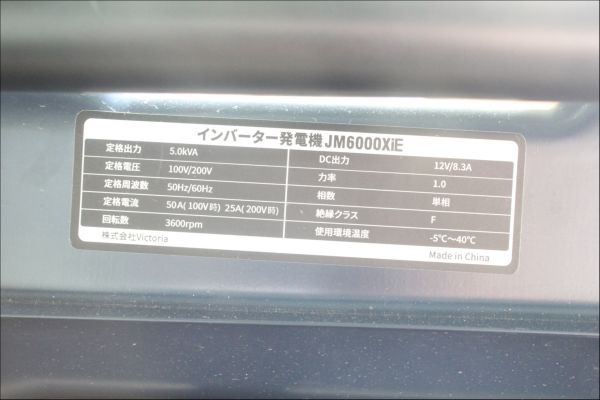 インバーター発電機 JM6000XiE
定格出力 5.0kVA
定格電圧 100V/200V
定格周波数 50Hz/60Hz
定格電流 50A(100V時) 25A(200V時)
回転数 3600rpm
株式会社Victoria
DC出力 12V/8.3A
力率 1.0
相数 単相
絶縁クラス F
使用環境温度 -5℃～40℃
Made in China